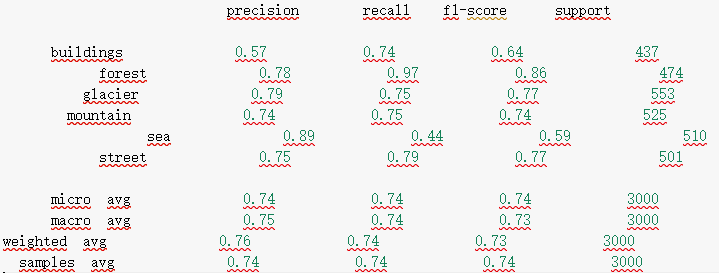 precision recall f1-score support
buildings 0.57 0.74 0.64 437
forest 0.78 0.97 0.86 474
glacier 0.79 0.75 0.77 553
mountain 0.74 0.75 0.74 525
sea 0.89 0.44 0.59 510
street 0.75 0.79 0.77 501
micro avg 0.74 0.74 0.74 3000
macro avg 0.75 0.74 0.73 3000
weighted avg 0.76 0.74 0.73 3000
samples avg 0.74 0.74 0.74 3000